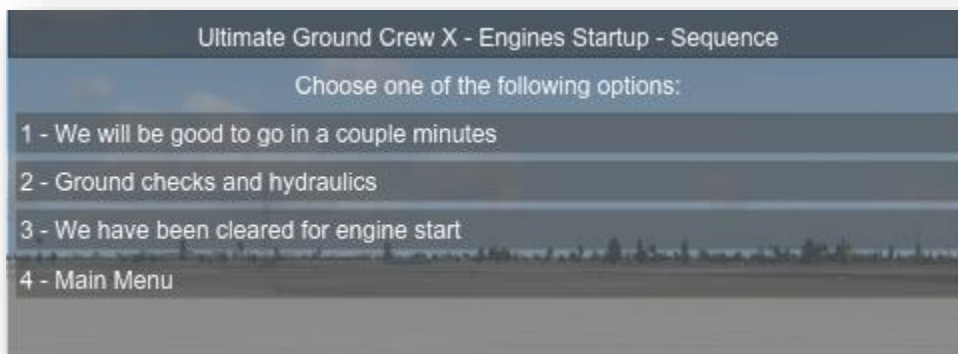 Ultimate Ground Crew X - Engines Startup - Sequence
Choose one of the following options:
1 - We will be good to go in a couple minutes
2 - Ground checks and hydraulics
3 - We have been cleared for engine start
4 - Main Menu